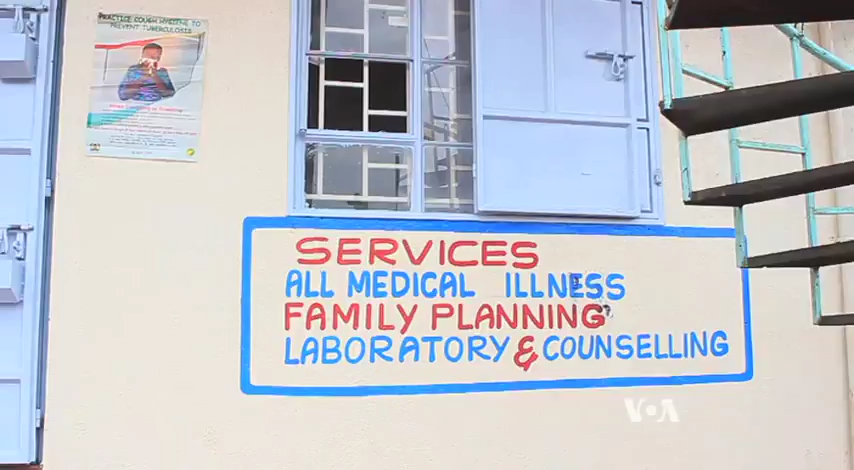 PRACTICE COUGH HYGIENE TO
PREVENT TUBERCULOSIS
SERVICES
ALL MEDICAL ILLNESS
FAMILY PLANNING
LABORATORY & COUNSELLING
VOA